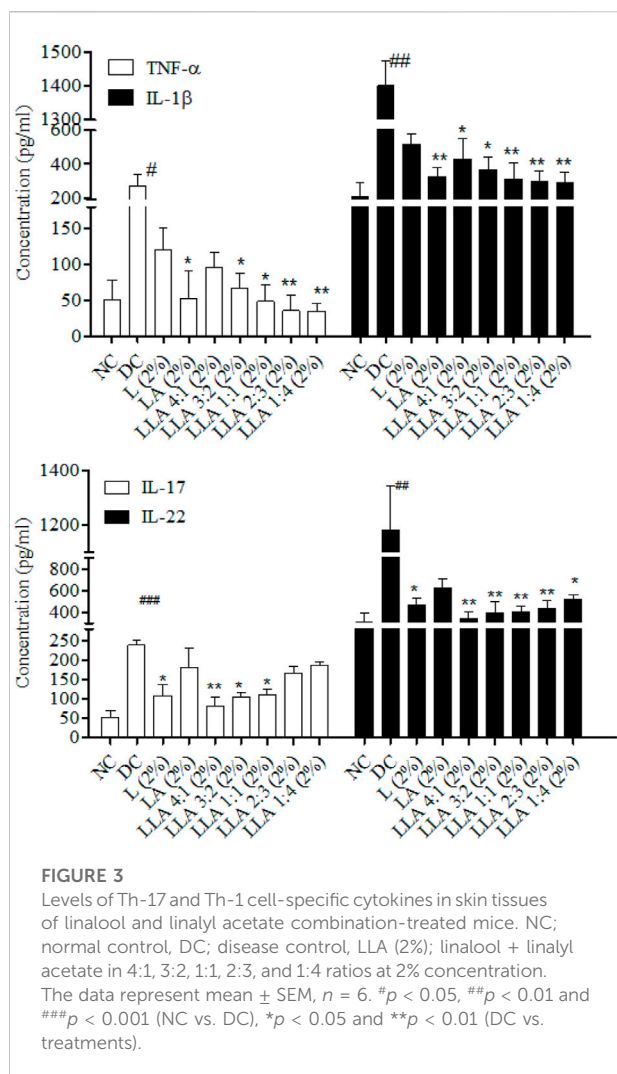 1500
1400
600
400
200
150
100
50
0
Concentration (pg/ml)
TNF-α
IL-1β
#
*
*
*
**
**
##
**
*
*
**
**
**
NC
DC
L (2%)
LA (2%)
LLA 4:1 (2%)
LLA 3:2 (2%)
LLA 1:1 (2%)
LLA 2:3 (2%)
LLA 1:4 (2%)
NC
DC
L (2%)
LA (2%)
LLA 4:1 (2%)
LLA 3:2 (2%)
LLA 1:1 (2%)
LLA 2:3 (2%)
LLA 1:4 (2%)
1400
1200
600
400
250
200
150
100
50
0
Concentration (pg/ml)
IL-17
IL-22
###
*
**
*
*
##
*
**
**
**
**
*
NC
DC
L (2%)
LA (2%)
LLA 4:1 (2%)
LLA 3:2 (2%)
LLA 1:1 (2%)
LLA 2:3 (2%)
LLA 1:4 (2%)
NC
DC
L (2%)
LA (2%)
LLA 4:1 (2%)
LLA 3:2 (2%)
LLA 1:1 (2%)
LLA 2:3 (2%)
LLA 1:4 (2%)
FIGURE 3
Levels of Th-17 and Th-1 cell-specific cytokines in skin tissues
of linalool and linalyl acetate combination-treated mice. NC;
normal control, DC; disease control, LLA (2%); linalool + linalyl
acetate in 4:1, 3:2, 1:1, 2:3, and 1:4 ratios at 2% concentration.
The data represent mean ± SEM, n = 6. #p < 0.05, ##p < 0.01 and
###p < 0.001 (NC vs. DC), *p < 0.05 and **p < 0.01 (DC vs.
treatments).